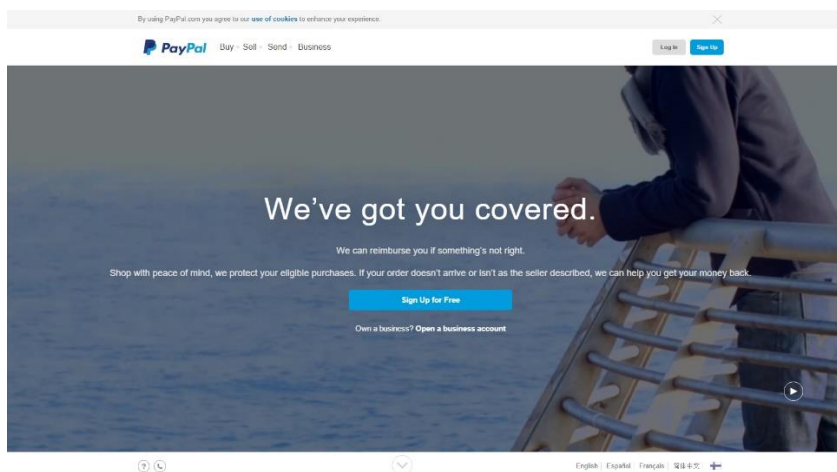 By using PayPal.com you agree to our use of cookies to enhance your experience.
PayPal Buy Sell Send Business Log In Sign Up
We've got you covered.
We can reimburse you if something's not right.
Shop with peace of mind, we protect your eligible purchases. If your order doesn't arrive or isn't as the seller described, we can help you get your money back.
Sign Up for Free
Own a business? Open a business account
English | Español | Français | 简体中文